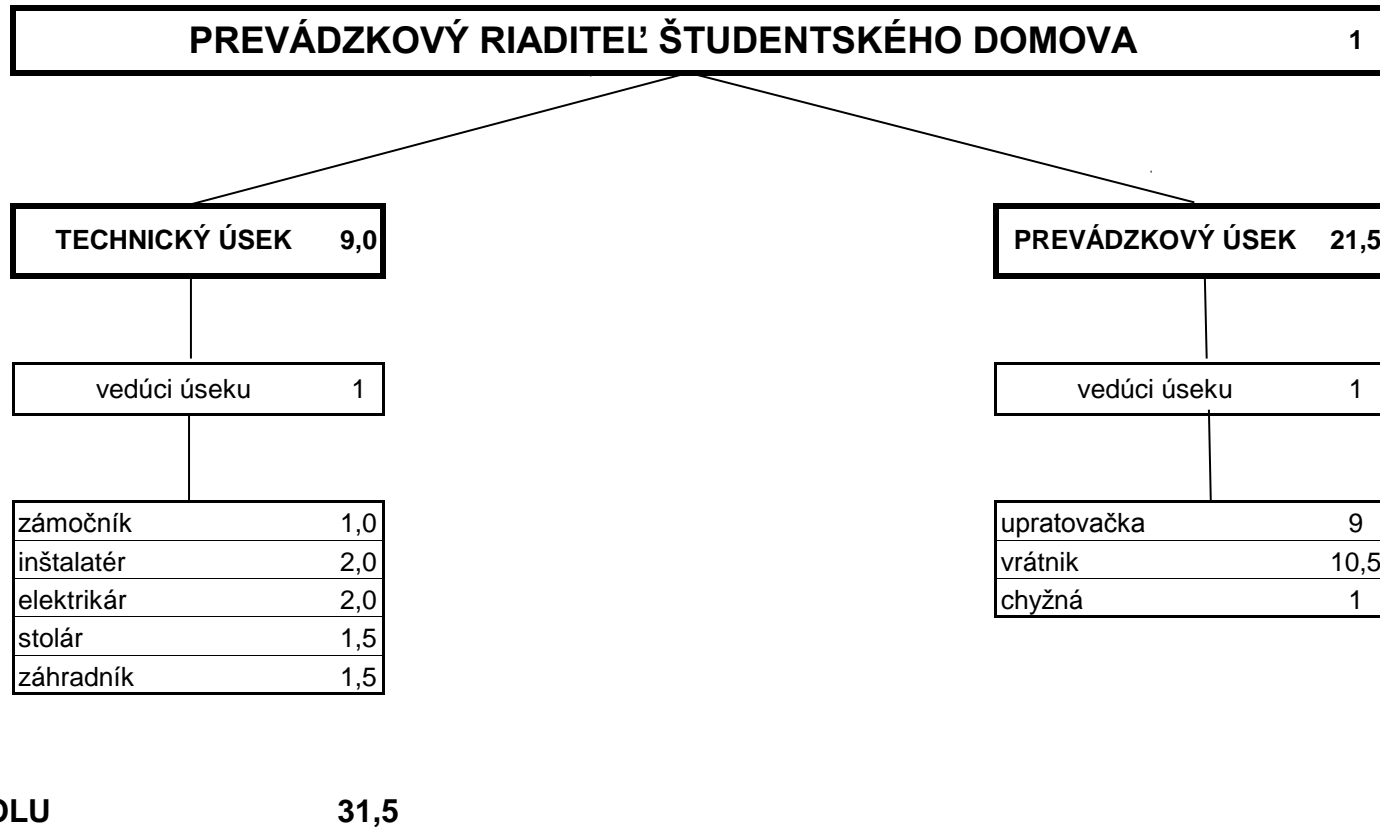 PREVÁDZKOVÝ RIADITEĽ ŠTUDENTSKÉHO DOMOVA 1
TECHNICKÝ ÚSEK 9,0
PREVÁDZKOVÝ ÚSEK 21,5
vedúci úseku 1
vedúci úseku 1
zámočník 1,0
inštalatér 2,0
elektrikár 2,0
stolár 1,5
záhradník 1,5
upratovačka 9
vrátnik 10,5
chyžná 1
OLU 31,5